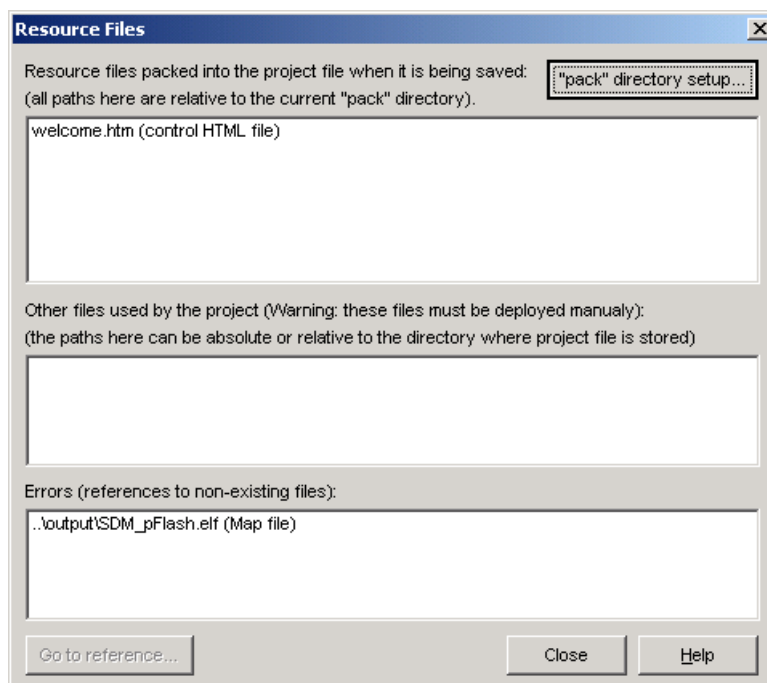 Resource Files
Resource files packed into the project file when it is being saved:
"pack" directory setup...
(all paths here are relative to the current "pack" directory).
welcome.htm (control HTML file)
Other files used by the project (Warning: these files must be deployed manualy):
(the paths here can be absolute or relative to the directory where project file is stored)
Errors (references to non-existing files):
..\output\SDM_pFlash.elf (Map file)
Go to reference...
Close
Help